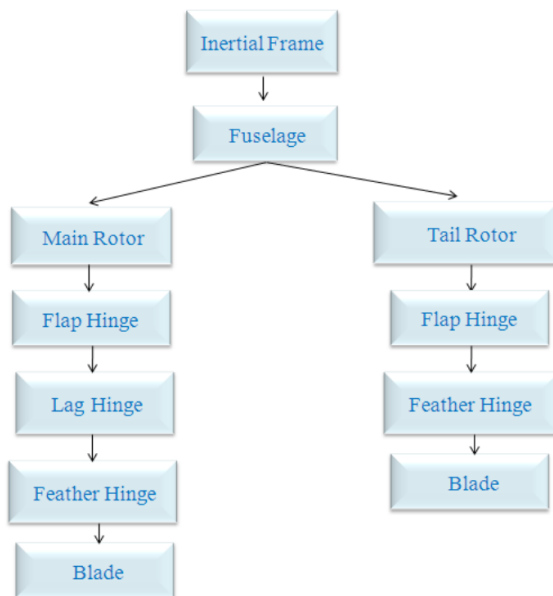 Inertial Frame
Fuselage
Main Rotor
Flap Hinge
Lag Hinge
Feather Hinge
Blade
Tail Rotor
Flap Hinge
Feather Hinge
Blade